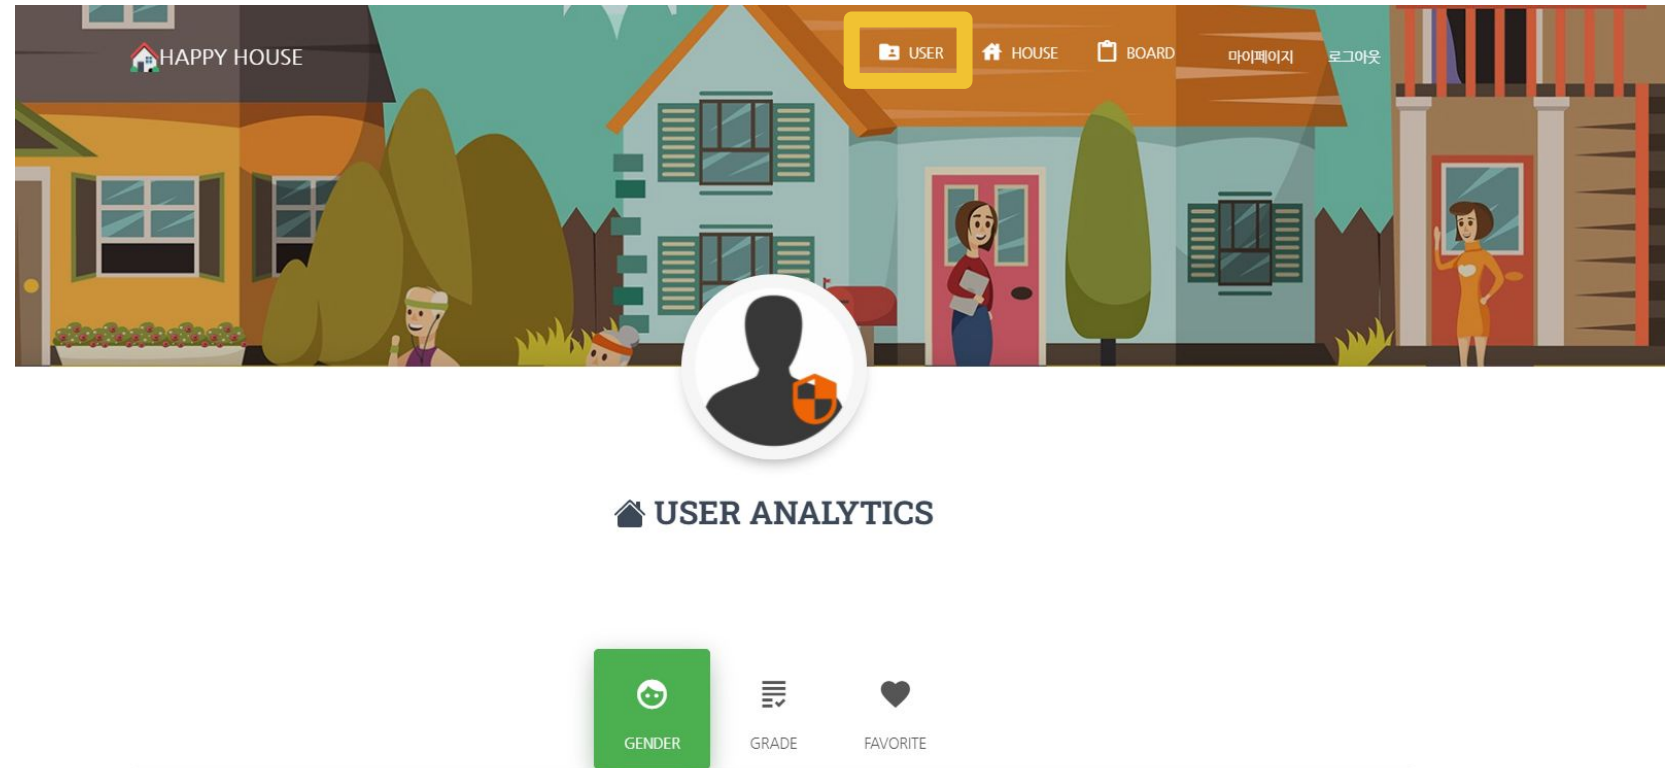 HAPPY HOUSE
USER HOUSE BOARD 마이페이지 로그아웃
USER ANALYTICS
GENDER GRADE FAVORITE